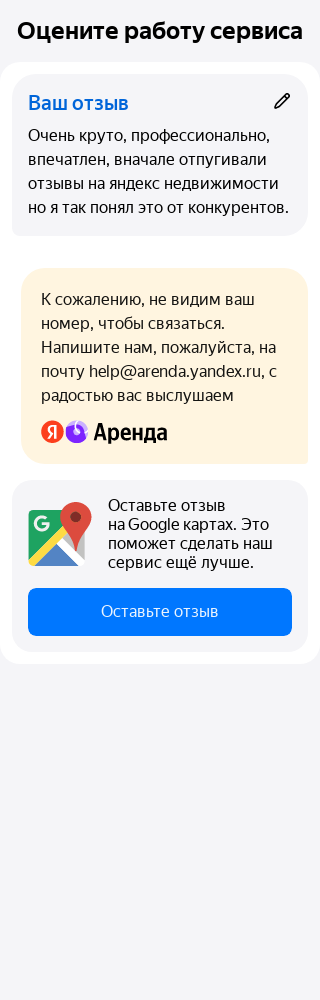 Оцените работу сервиса
Ваш отзыв
Очень круто, профессионально,
впечатлен, вначале отпугивали
отзывы на яндекс недвижимости
но я так понял это от конкурентов.
К сожалению, не видим ваш
номер, чтобы связаться.
Напишите нам, пожалуйста, на
почту help@arenda.yandex.ru, с
радостью вас выслушаем
Я Аренда
G
Оставьте отзыв
на Google картах. Это
поможет сделать наш
сервис ещё лучше.
Оставьте отзыв